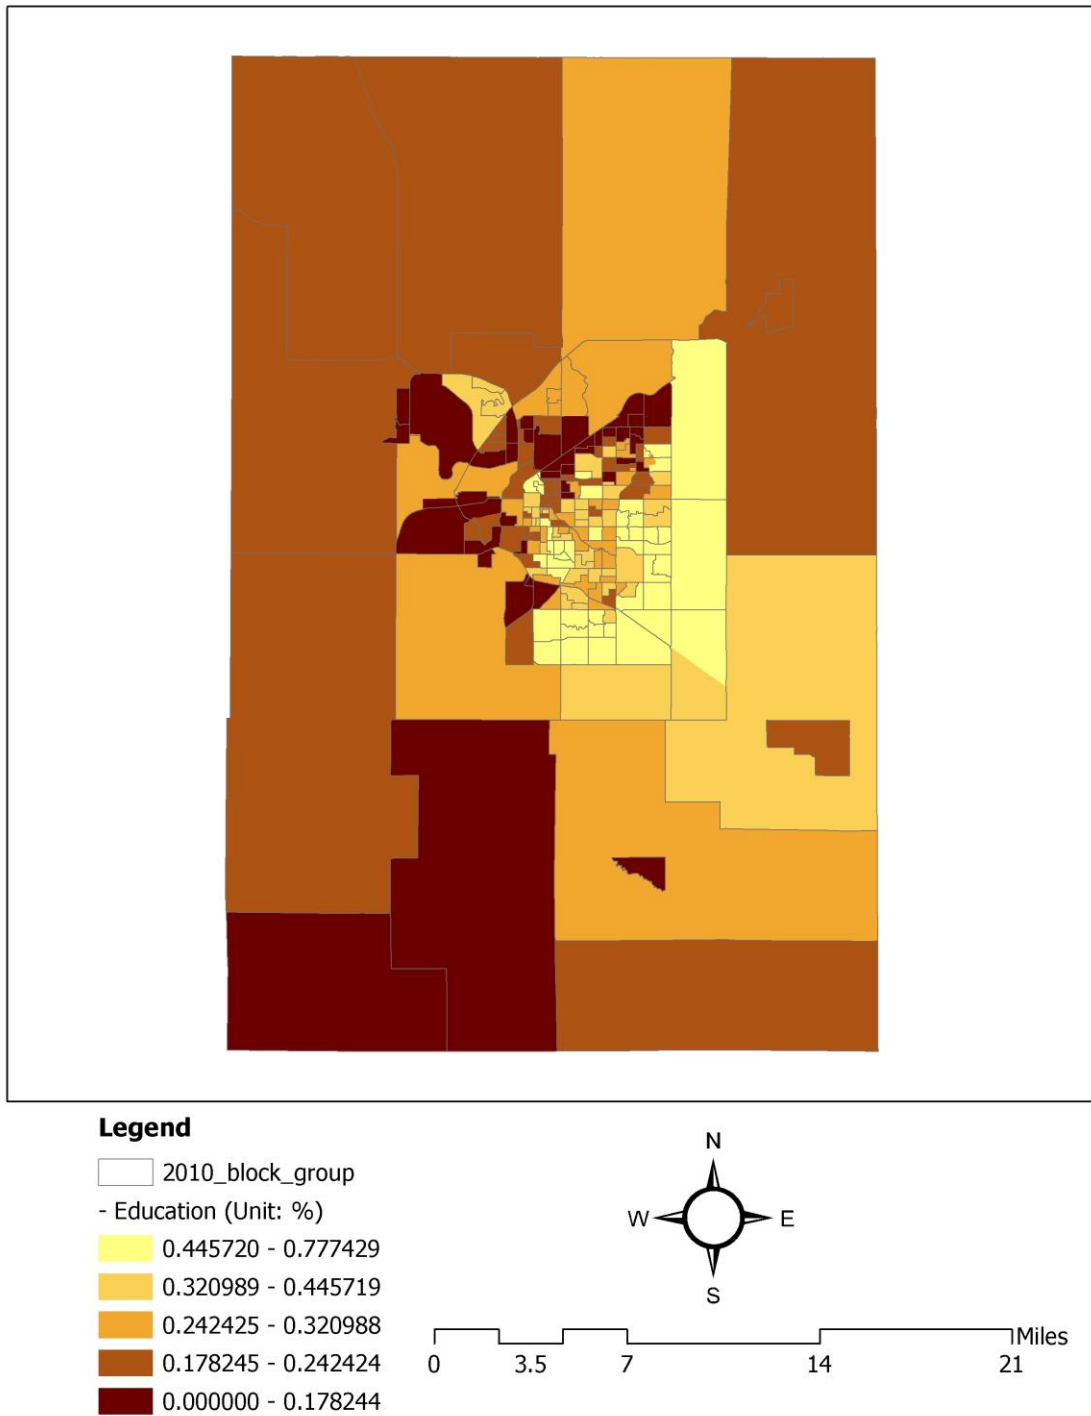 Legend
2010_block_group
- Education (Unit: %)
0.445720 - 0.777429
0.320989 - 0.445719
0.242425 - 0.320988
0.178245 - 0.242424
0.000000 - 0.178244
N
W E
S
Miles
0 3.5 7 14 21